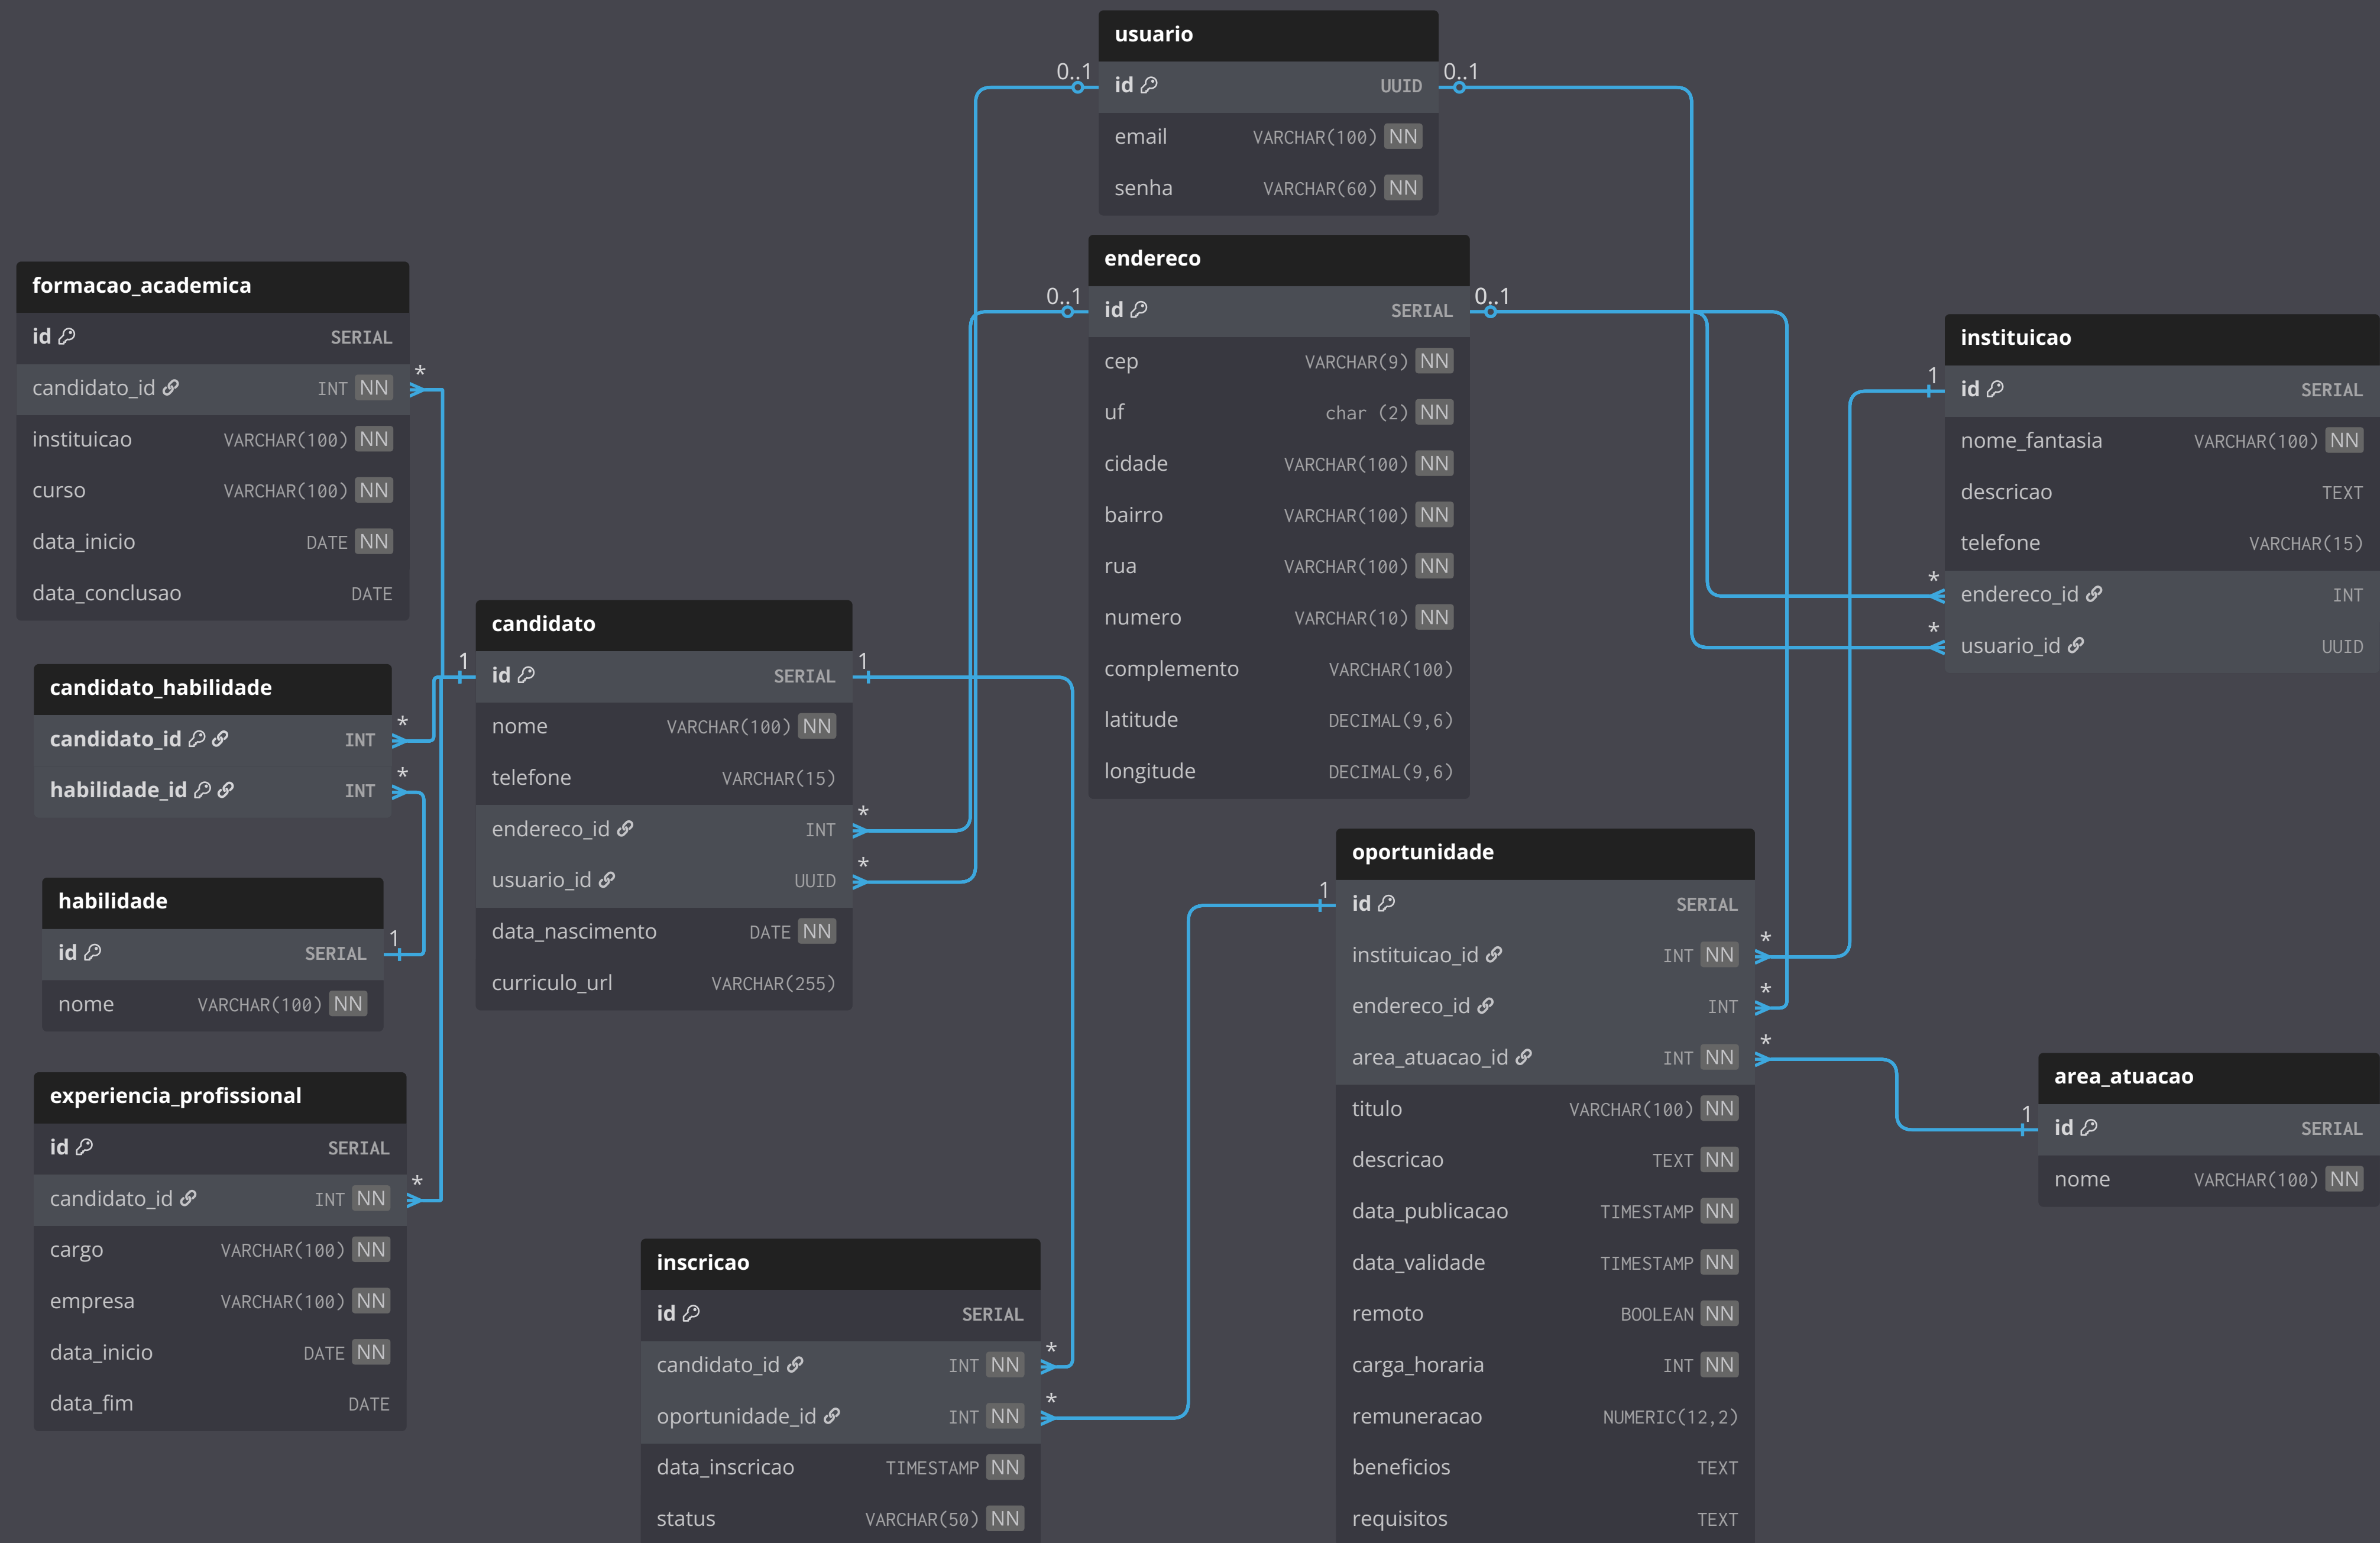 usuario
0..1
0..1
id UUID
email VARCHAR(100) NN
senha VARCHAR(60) NN
endereco
0..1
0..1
id SERIAL
cep VARCHAR(9) NN
uf char (2) NN
cidade VARCHAR(100) NN
bairro VARCHAR(100) NN
rua VARCHAR(100) NN
numero VARCHAR(10) NN
complemento VARCHAR(100)
latitude DECIMAL(9,6)
longitude DECIMAL(9,6)
formacao_academica
id SERIAL
*
candidato_id INT NN
instituicao VARCHAR(100) NN
curso VARCHAR(100) NN
data_inicio DATE NN
data_conclusao DATE
candidato_habilidade
*
candidato_id INT
*
habilidade_id INT
habilidade
1
id SERIAL
nome VARCHAR(100) NN
experiencia_profissional
id SERIAL
*
candidato_id INT NN
cargo VARCHAR(100) NN
empresa VARCHAR(100) NN
data_inicio DATE NN
data_fim DATE
candidato
1
1
id SERIAL
nome VARCHAR(100) NN
telefone VARCHAR(15)
*
endereco_id INT
*
usuario_id UUID
data_nascimento DATE NN
curriculo_url VARCHAR(255)
inscricao
id SERIAL
*
candidato_id INT NN
*
oportunidade_id INT NN
data_inscricao TIMESTAMP NN
status VARCHAR(50) NN
oportunidade
1
id SERIAL
*
instituicao_id INT NN
*
endereco_id INT
*
area_atuacao_id INT NN
titulo VARCHAR(100) NN
descricao TEXT NN
data_publicacao TIMESTAMP NN
data_validade TIMESTAMP NN
remoto BOOLEAN NN
carga_horaria INT NN
remuneracao NUMERIC(12,2)
beneficios TEXT
requisitos TEXT
instituicao
1
id SERIAL
nome_fantasia VARCHAR(100) NN
descricao TEXT
telefone VARCHAR(15)
*
endereco_id INT
*
usuario_id UUID
area_atuacao
1
id SERIAL
nome VARCHAR(100) NN